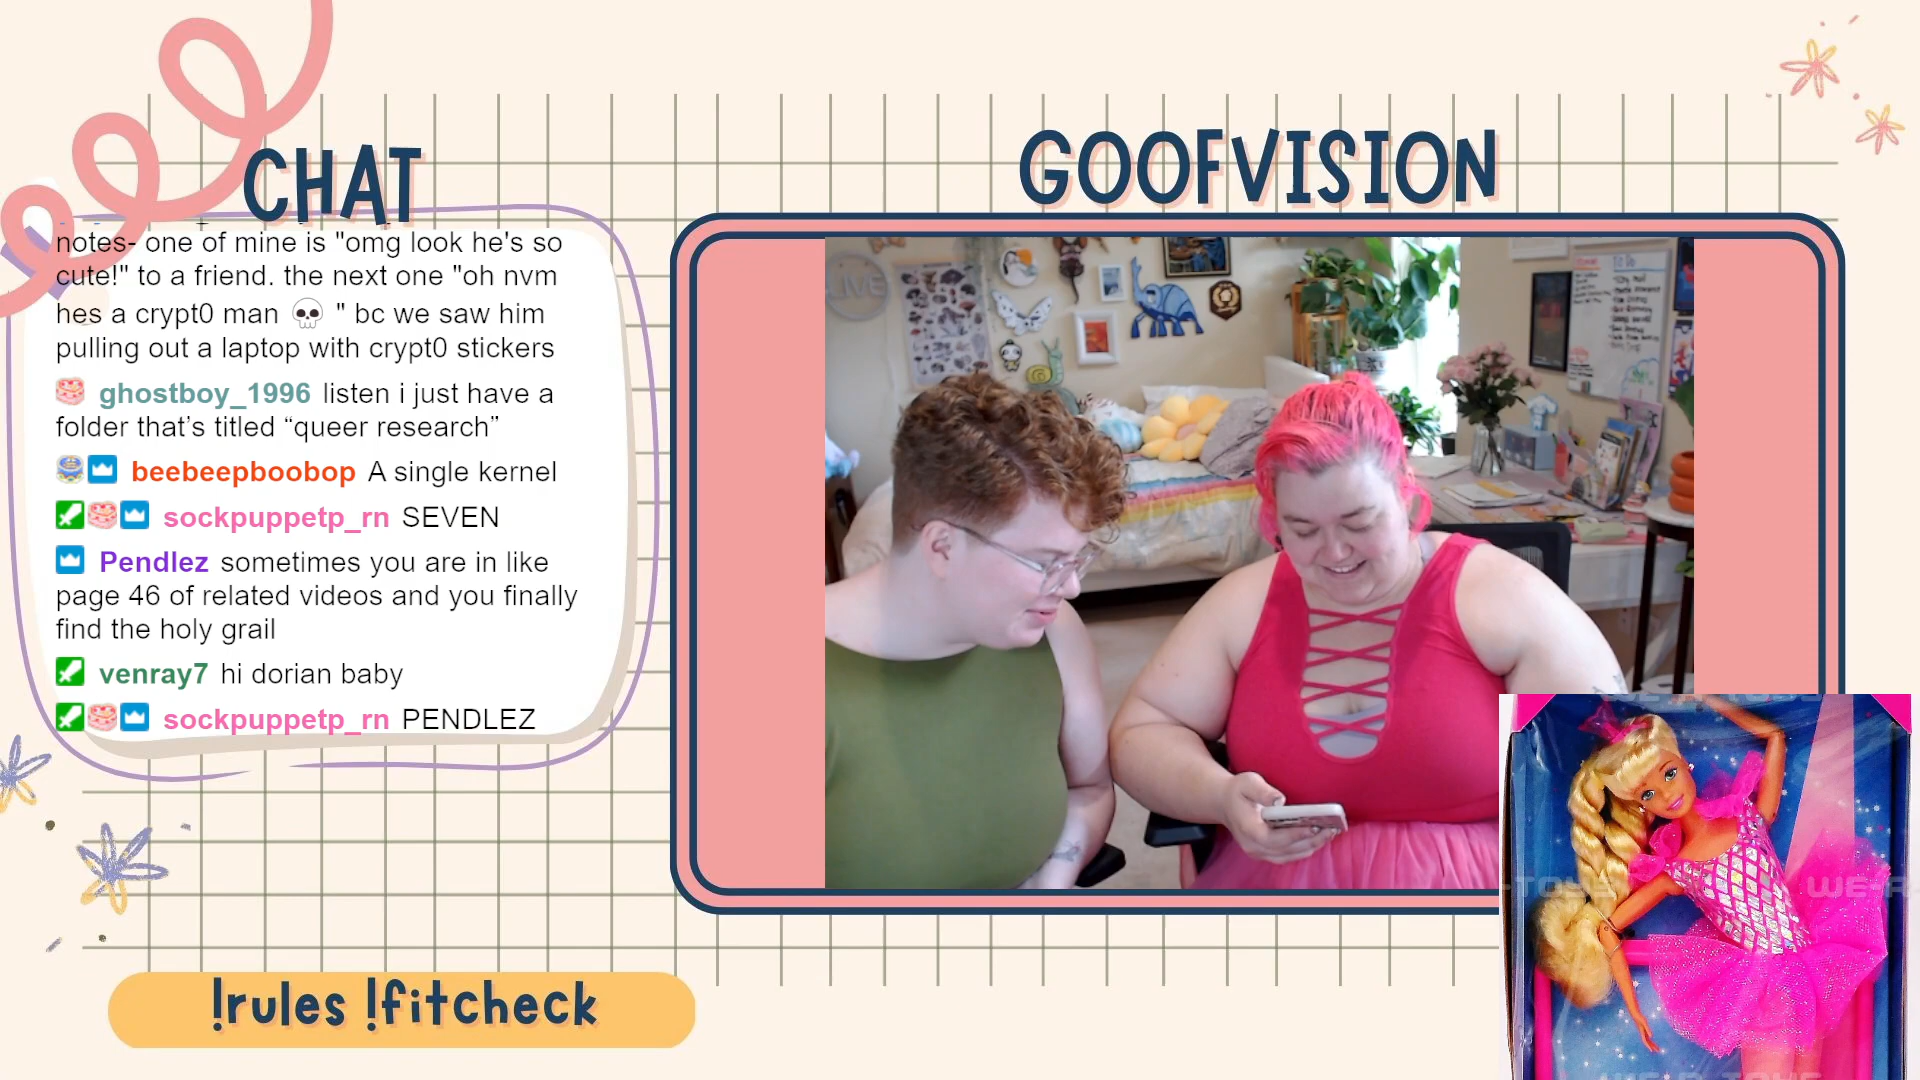 CHAT
GOOFVISION
notes- one of mine is "omg look he's so
cute!" to a friend. the next one "oh nvm
hes a crypt0 man 💀 " bc we saw him
pulling out a laptop with crypt0 stickers
ghostboy_1996 listen i just have a
folder that’s titled “queer research”
beebeepboobop A single kernel
sockpuppetp_rn SEVEN
Pendlez sometimes you are in like
page 46 of related videos and you finally
find the holy grail
venray7 hi dorian baby
sockpuppetp_rn PENDLEZ
LIVE
!rules !fitcheck